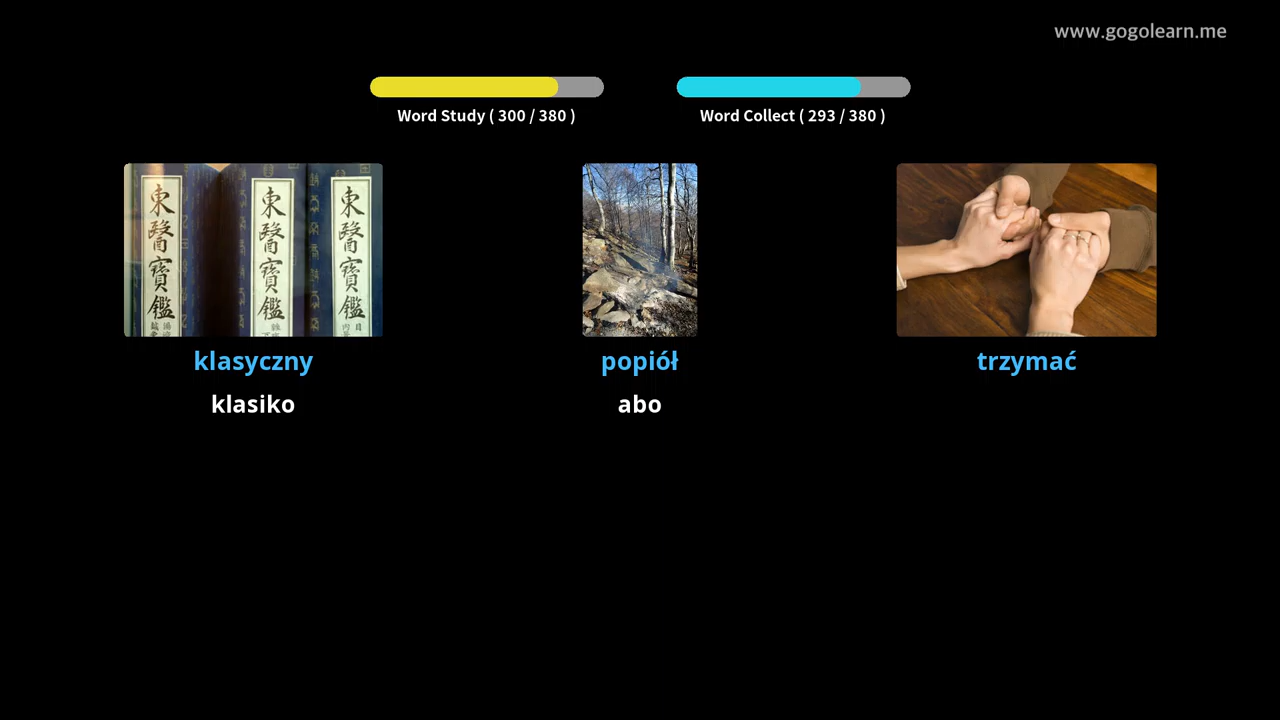 www.gogolearn.me
Word Study ( 300 / 380 )
Word Collect ( 293 / 380 )
東醫寶鑑
東醫寶鑑
東醫寶鑑
klasyczny
popiół
trzymać
klasiko
abo